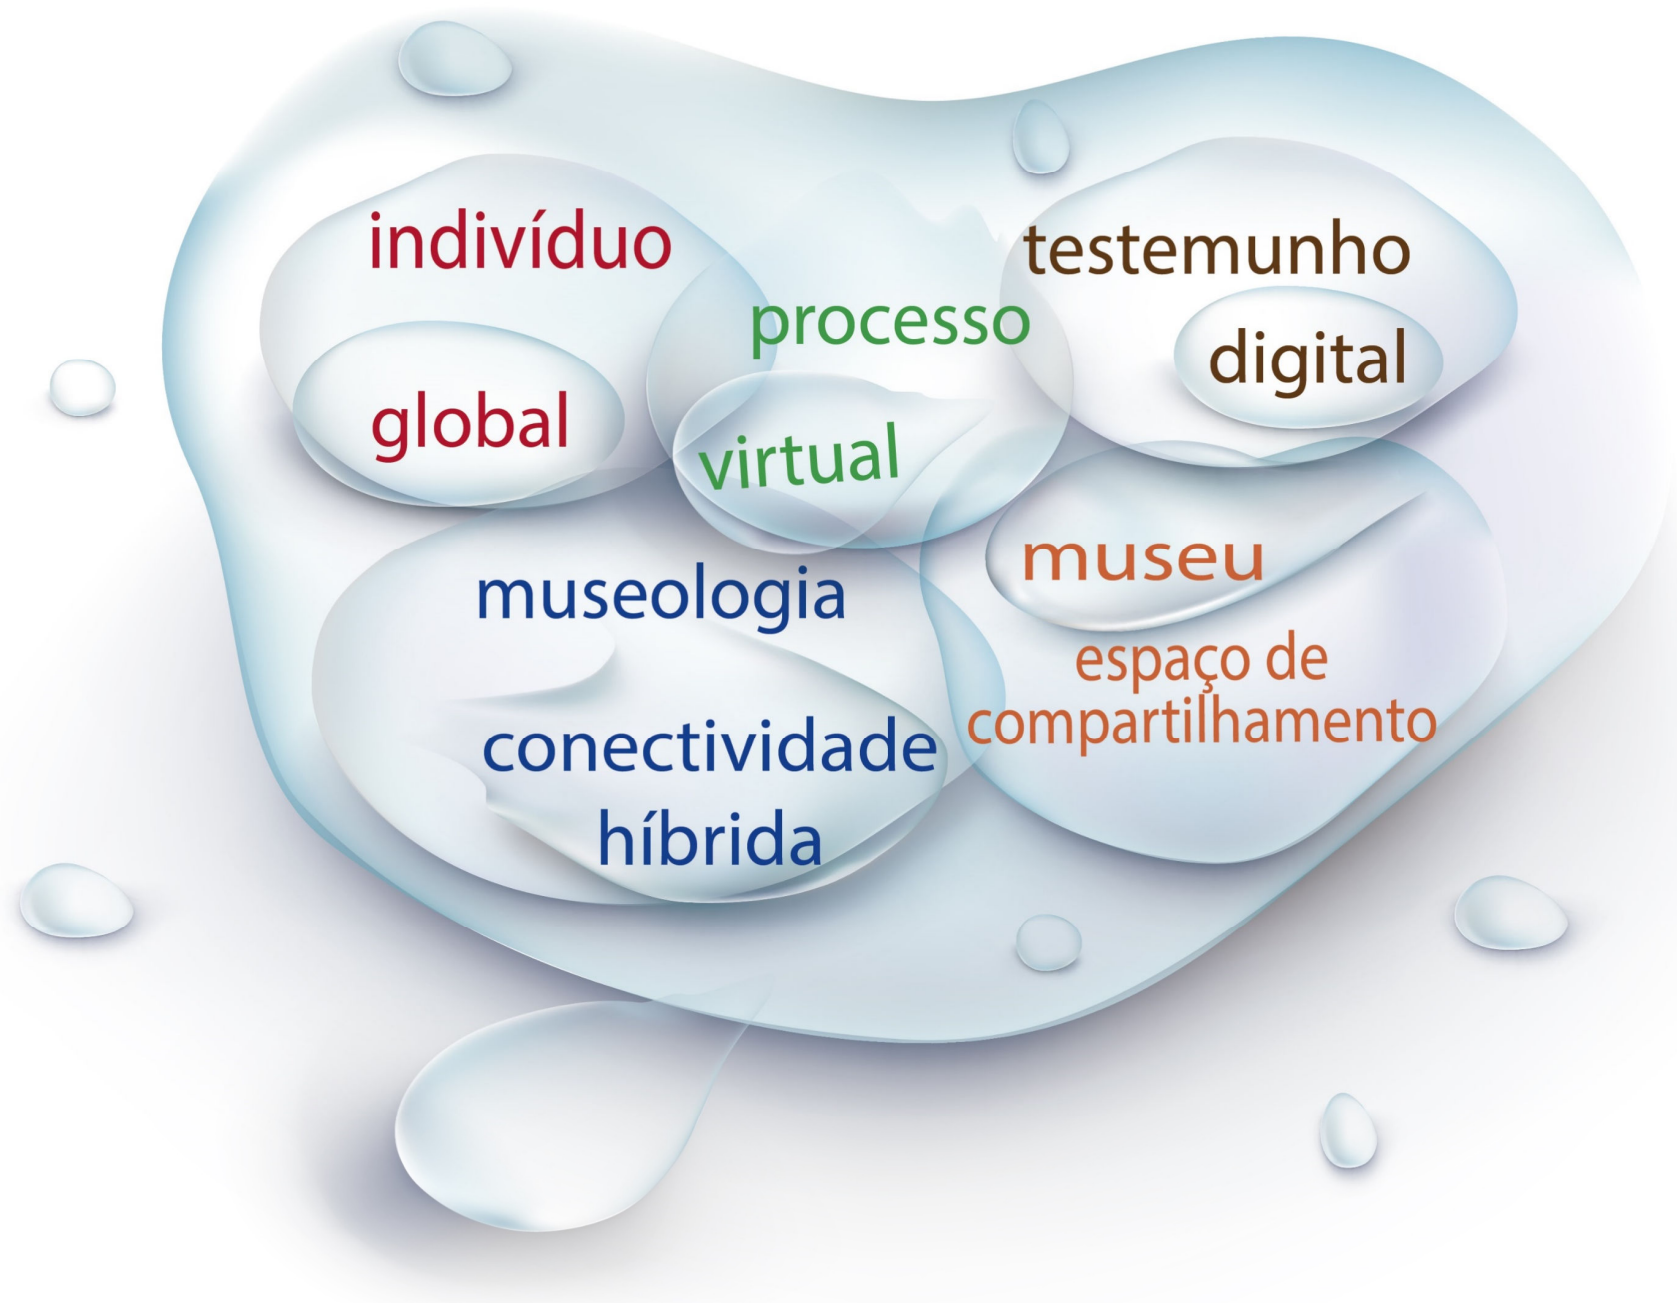 indivíduo
global
processo
virtual
testemunho
digital
museologia
conectividade
híbrida
museu
espaço de
compartilhamento